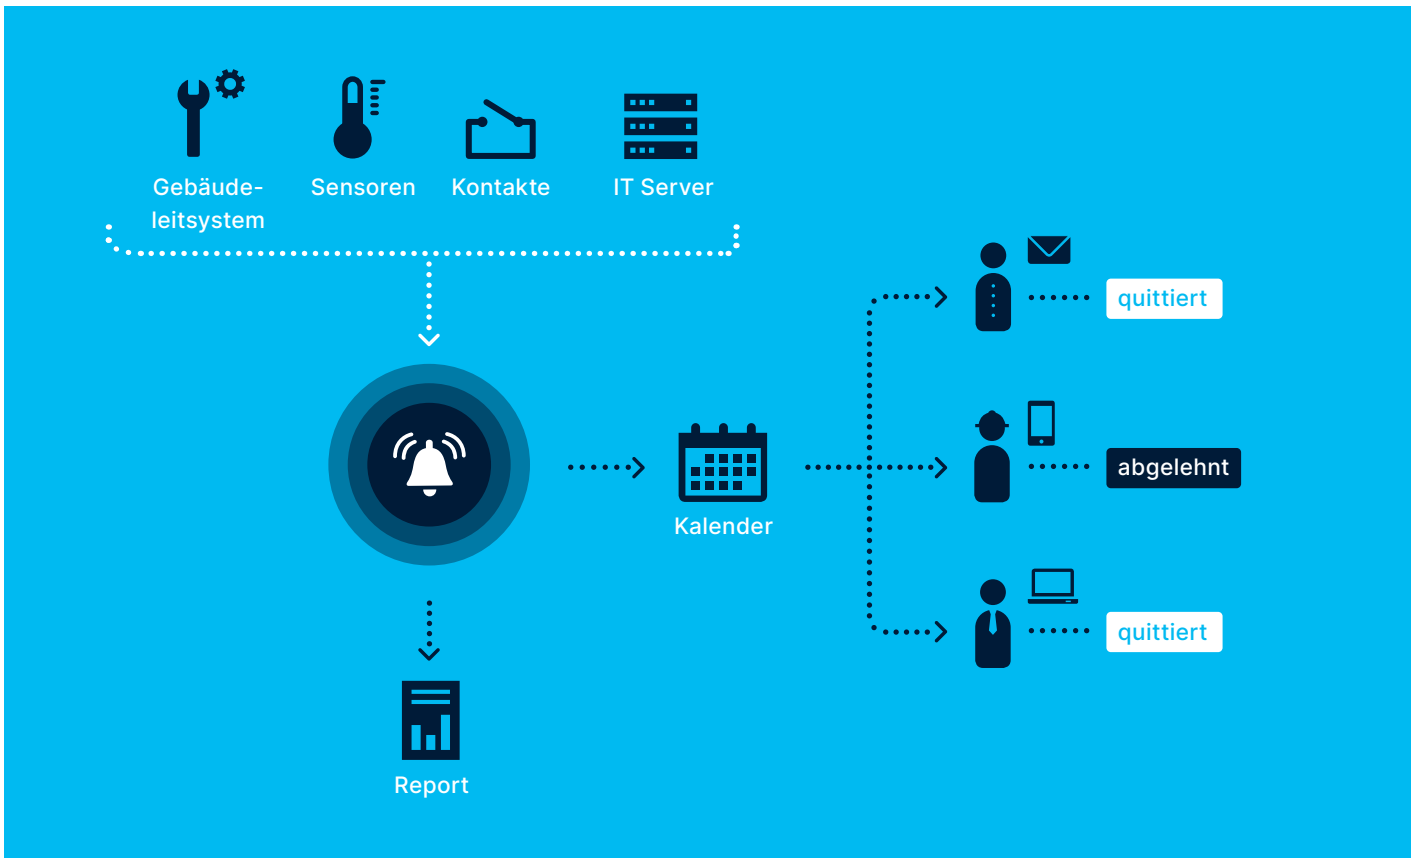 Gebäude-
leitsystem
Sensoren
Kontakte
IT Server
quittiert
abgelehnt
Kalender
quittiert
Report